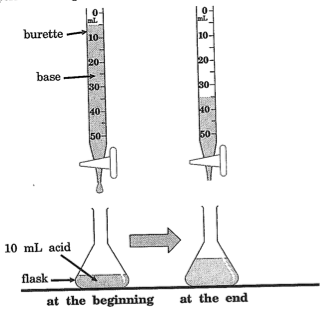 0
mL
10
20
30
40
50
burette
base
0
mL
10
20
30
40
50
10 mL acid
flask
at the beginning
at the end